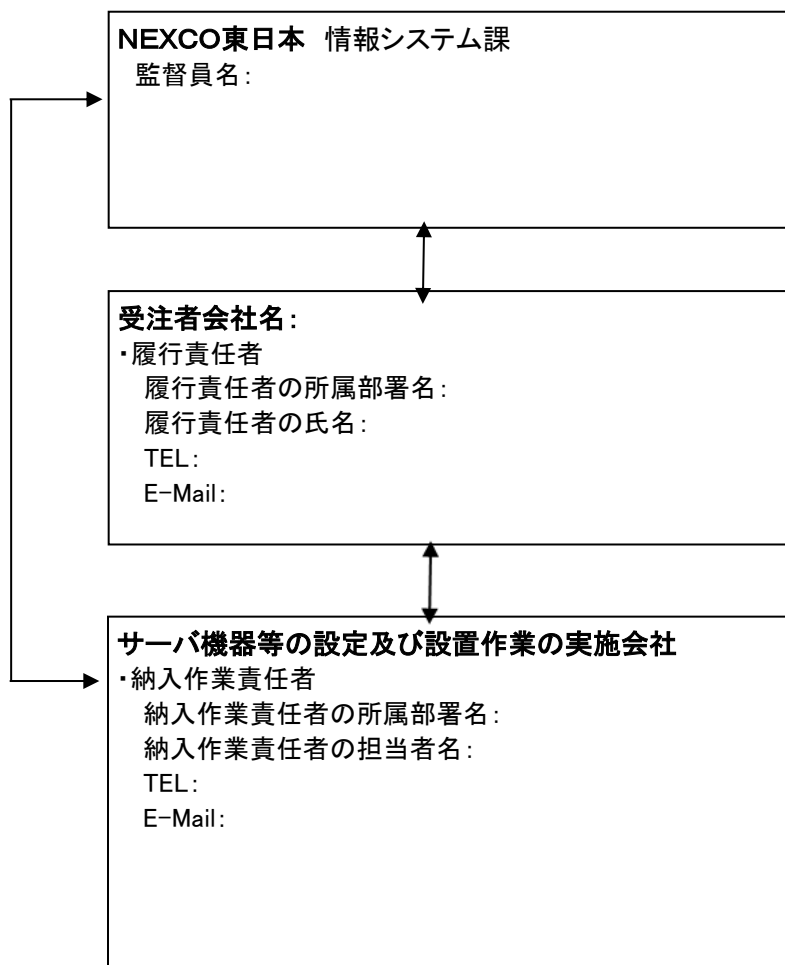 NEXCO東日本　情報システム課
監督員名：
受注者会社名：
・履行責任者
履行責任者の所属部署名：
履行責任者の氏名：
TEL：
E-Mail：
サーバ機器等の設定及び設置作業の実施会社
・納入作業責任者
納入作業責任者の所属部署名：
納入作業責任者の担当者名：
TEL：
E-Mail：